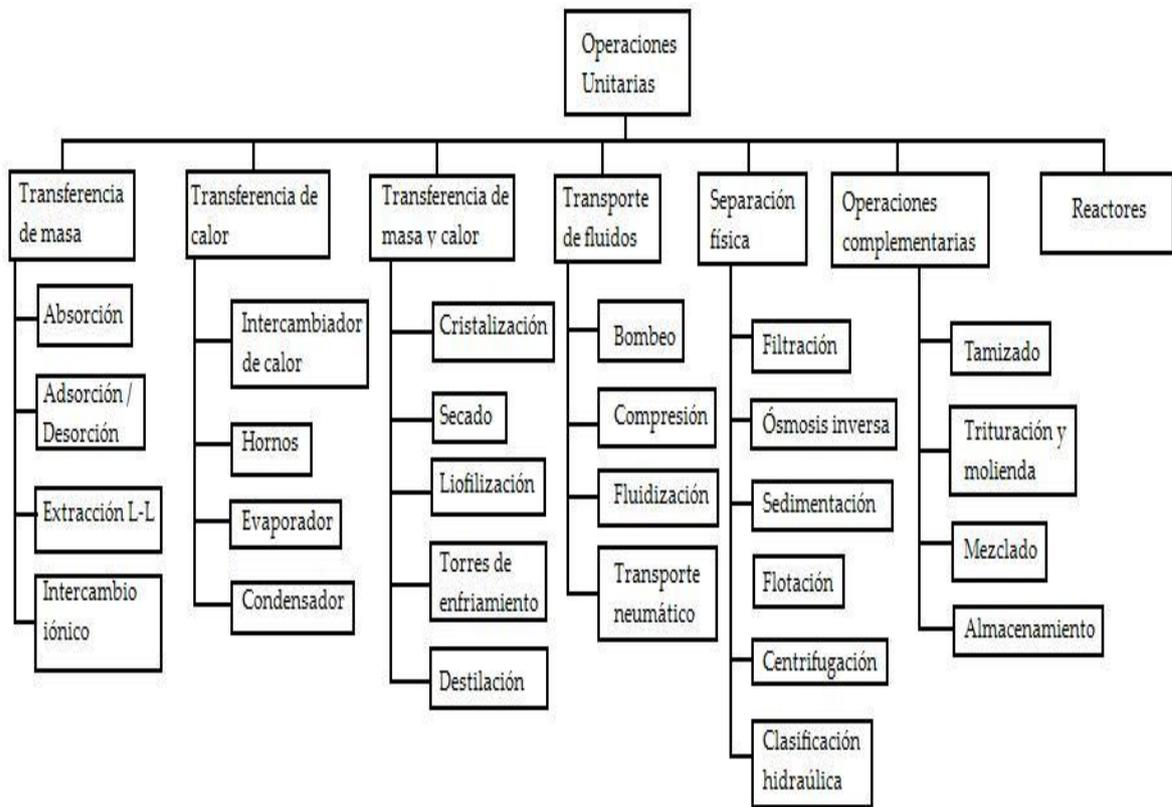 Operaciones
Unitarias
Transferencia
de masa
Absorción
Adsorción /
Desorción
Extracción L-L
Intercambio
iónico
Transferencia de
calor
Intercambiador
de calor
Hornos
Evaporador
Condensador
Transferencia de
masa y calor
Cristalización
Secado
Liofilización
Torres de
enfriamiento
Destilación
Transporte
de fluidos
Bombeo
Compresión
Fluidización
Transporte
neumático
Separación
física
Filtración
Ósmosis inversa
Sedimentación
Flotación
Centrifugación
Clasificación
hidraúlica
Operaciones
complementarias
Tamizado
Trituración y
molienda
Mezclado
Almacenamiento
Reactores